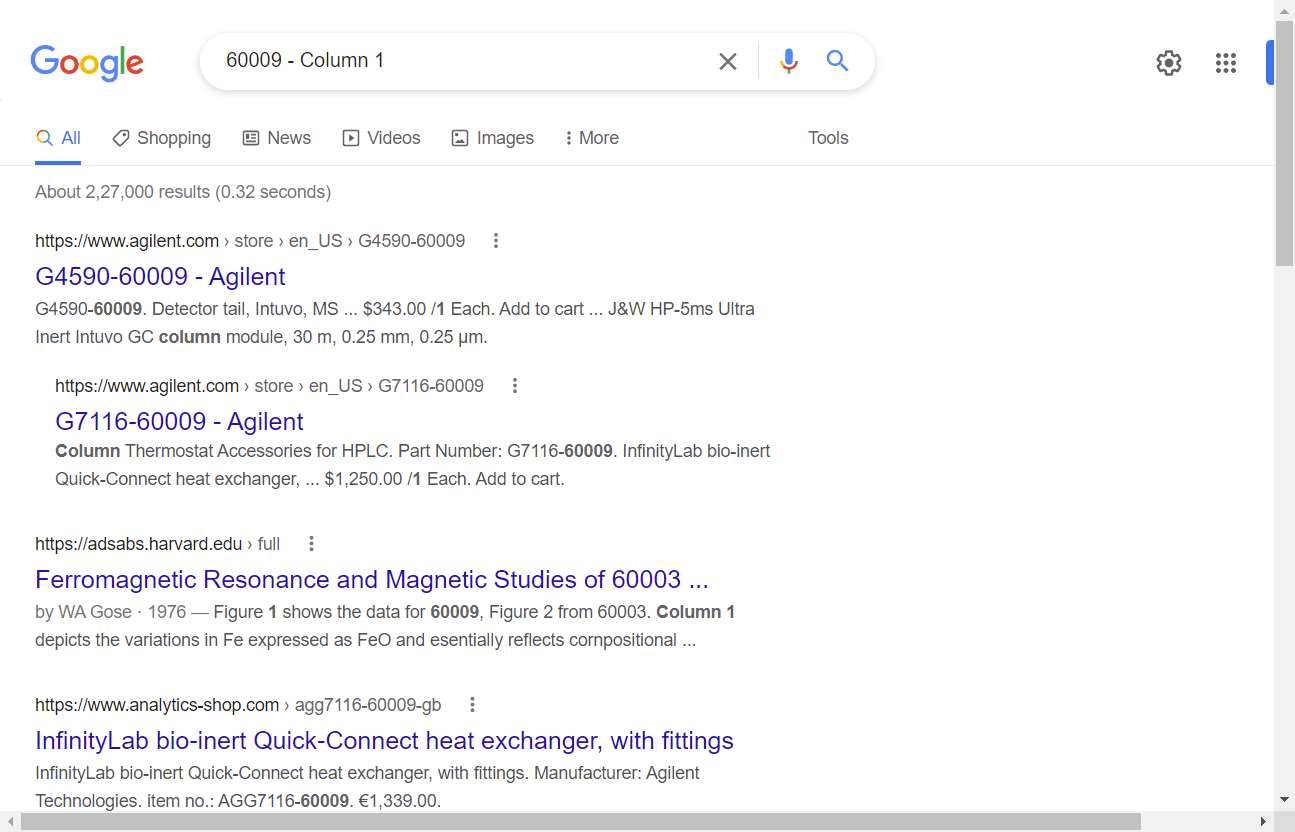 Google
60009 - Column 1
All Shopping News Videos Images More Tools
About 2,27,000 results (0.32 seconds)
https://www.agilent.com › store › en_US › G4590-60009
G4590-60009 - Agilent
G4590-60009. Detector tail, Intuvo, MS ... $343.00 /1 Each. Add to cart ... J&W HP-5ms Ultra
Inert Intuvo GC column module, 30 m, 0.25 mm, 0.25 µm.
https://www.agilent.com › store › en_US › G7116-60009
G7116-60009 - Agilent
Column Thermostat Accessories for HPLC. Part Number: G7116-60009. InfinityLab bio-inert
Quick-Connect heat exchanger, ... $1,250.00 /1 Each. Add to cart.
https://adsabs.harvard.edu › full
Ferromagnetic Resonance and Magnetic Studies of 60003 ...
by WA Gose · 1976 — Figure 1 shows the data for 60009, Figure 2 from 60003. Column 1
depicts the variations in Fe expressed as FeO and esentially reflects cornpositional ...
https://www.analytics-shop.com › agg7116-60009-gb
InfinityLab bio-inert Quick-Connect heat exchanger, with fittings
InfinityLab bio-inert Quick-Connect heat exchanger, with fittings. Manufacturer: Agilent
Technologies. item no.: AGG7116-60009. €1,339.00.